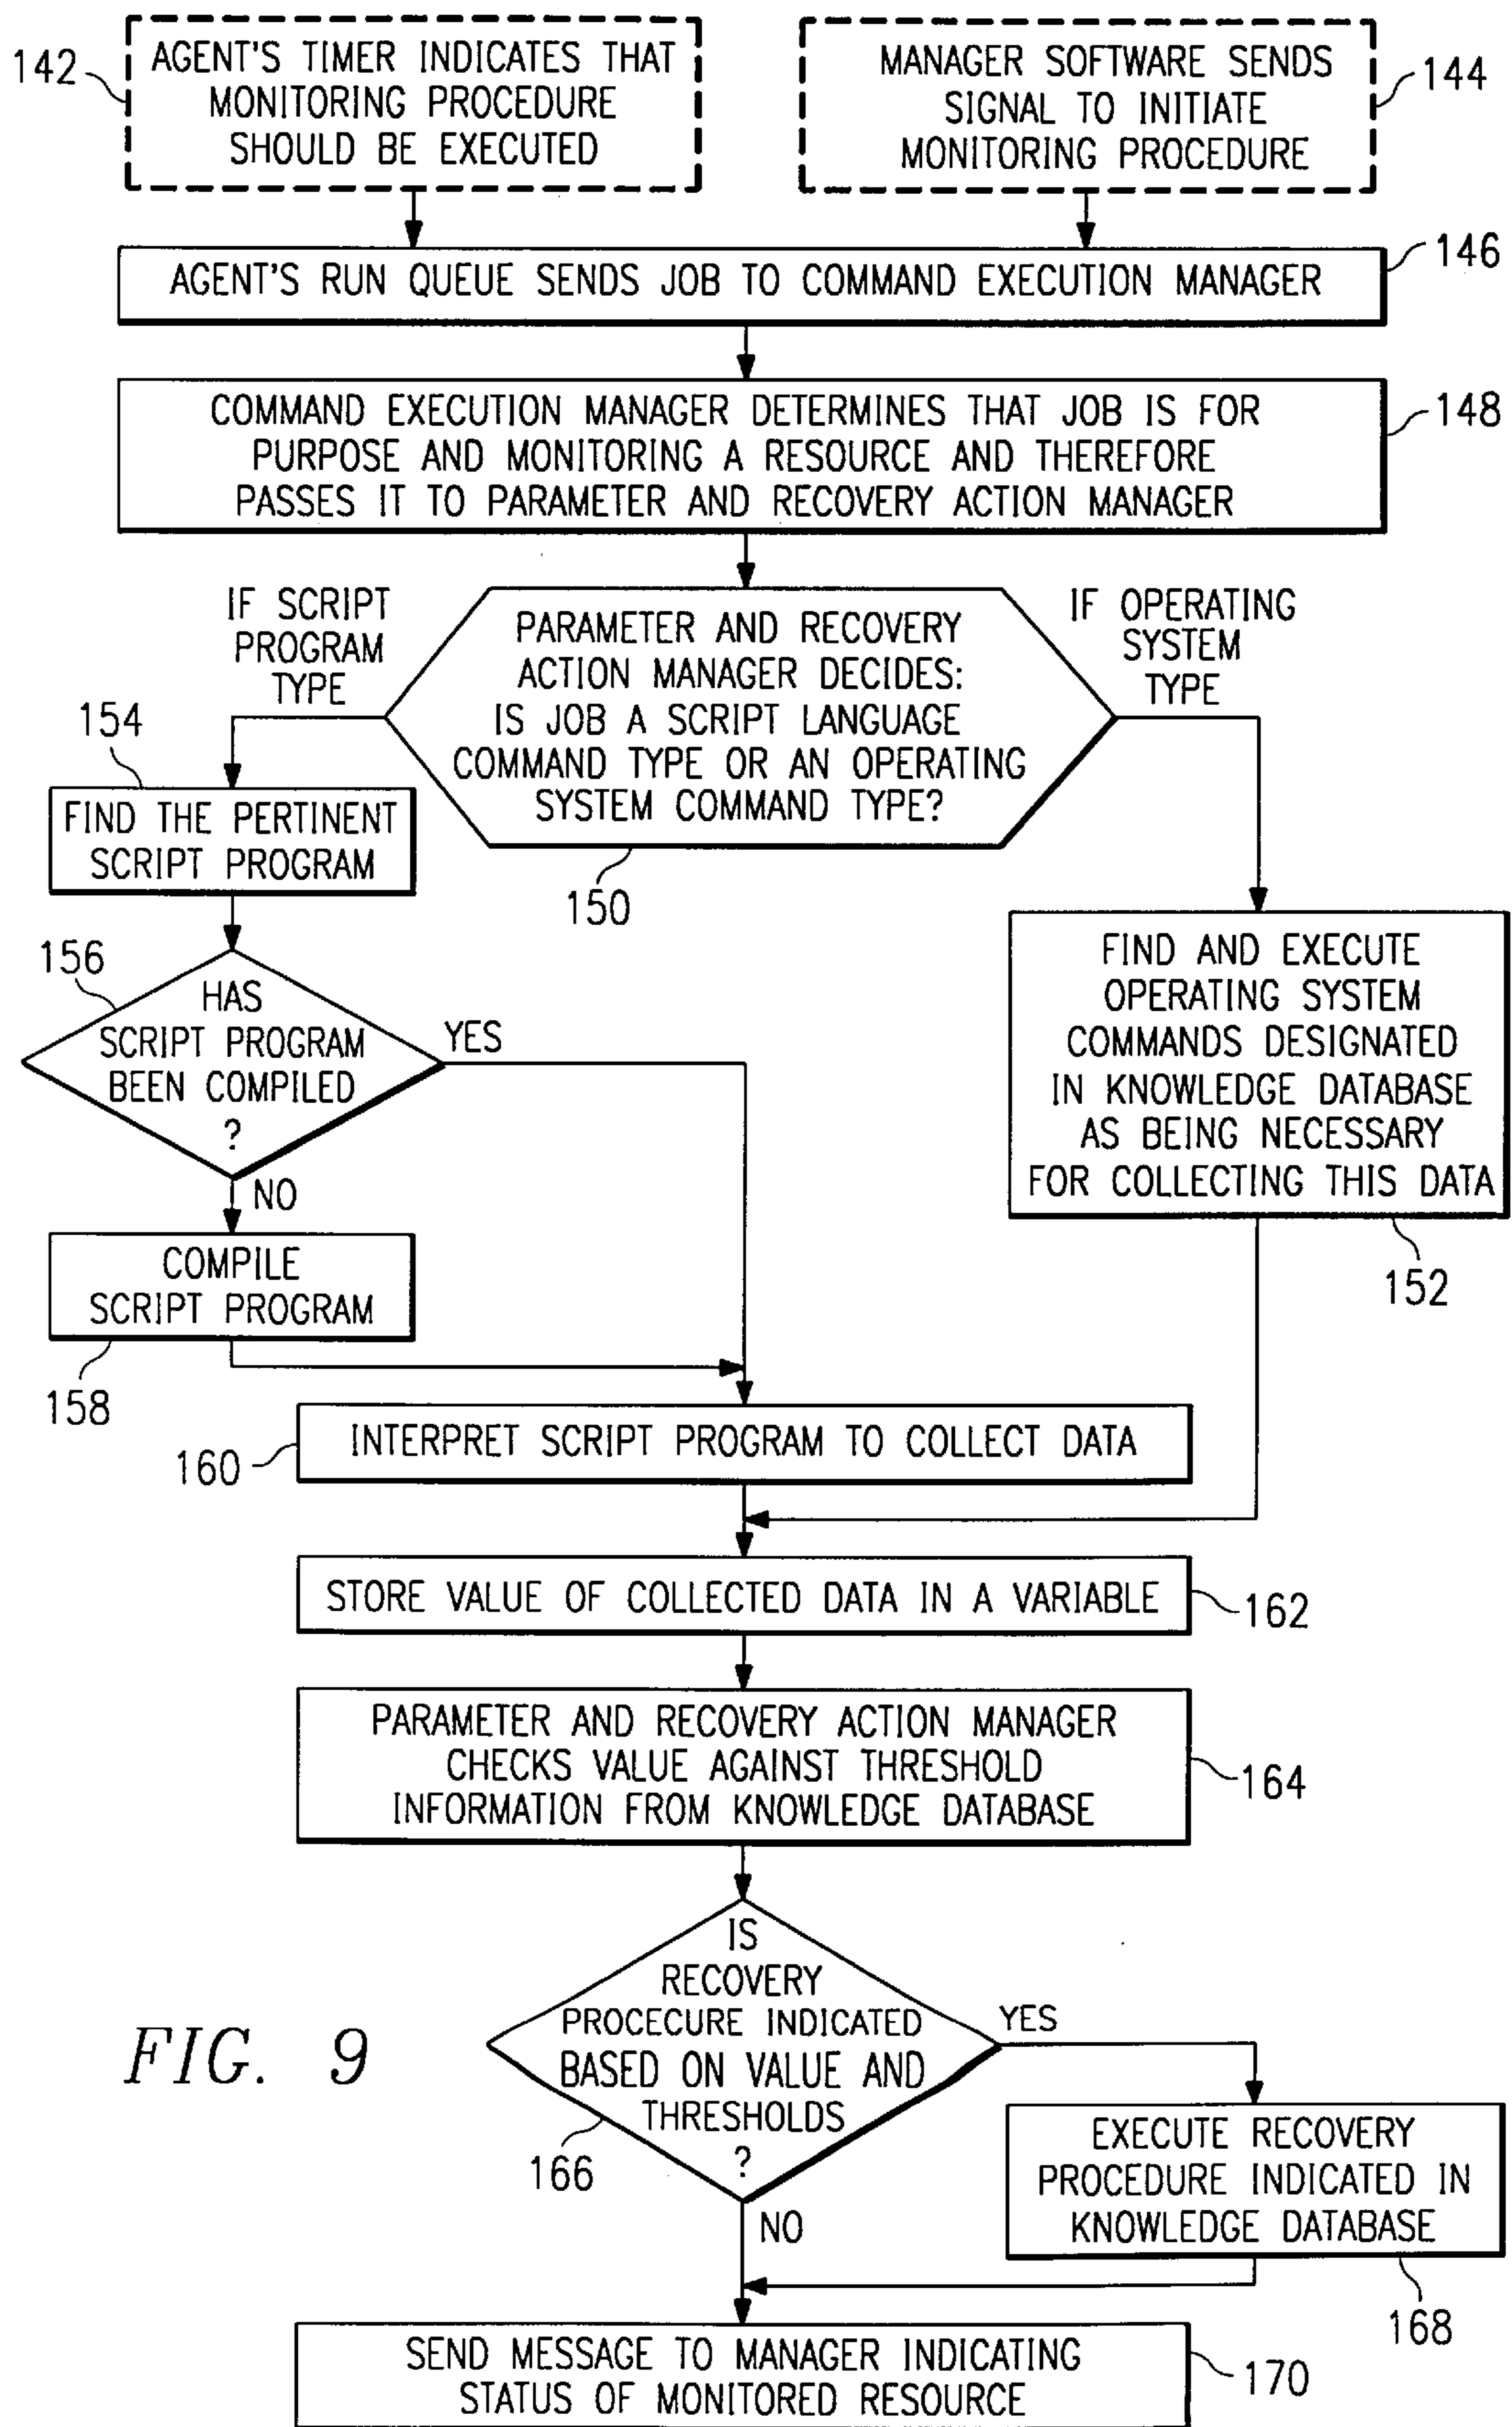 142
AGENT'S TIMER INDICATES THAT
MONITORING PROCEDURE
SHOULD BE EXECUTED
MANAGER SOFTWARE SENDS
SIGNAL TO INITIATE
MONITORING PROCEDURE
144
AGENT'S RUN QUEUE SENDS JOB TO COMMAND EXECUTION MANAGER
146
COMMAND EXECUTION MANAGER DETERMINES THAT JOB IS FOR
PURPOSE AND MONITORING A RESOURCE AND THEREFORE
PASSES IT TO PARAMETER AND RECOVERY ACTION MANAGER
148
IF SCRIPT
PROGRAM
TYPE
PARAMETER AND RECOVERY
ACTION MANAGER DECIDES:
IS JOB A SCRIPT LANGUAGE
COMMAND TYPE OR AN OPERATING
SYSTEM COMMAND TYPE?
150
IF OPERATING
SYSTEM
TYPE
154
FIND THE PERTINENT
SCRIPT PROGRAM
156
HAS
SCRIPT PROGRAM
BEEN COMPILED
?
YES
NO
FIND AND EXECUTE
OPERATING SYSTEM
COMMANDS DESIGNATED
IN KNOWLEDGE DATABASE
AS BEING NECESSARY
FOR COLLECTING THIS DATA
152
COMPILE
SCRIPT PROGRAM
158
160
INTERPRET SCRIPT PROGRAM TO COLLECT DATA
STORE VALUE OF COLLECTED DATA IN A VARIABLE
162
PARAMETER AND RECOVERY ACTION MANAGER
CHECKS VALUE AGAINST THRESHOLD
INFORMATION FROM KNOWLEDGE DATABASE
164
FIG. 9
IS
RECOVERY
PROCECURE INDICATED
BASED ON VALUE AND
THRESHOLDS
?
166
YES
NO
EXECUTE RECOVERY
PROCEDURE INDICATED IN
KNOWLEDGE DATABASE
168
SEND MESSAGE TO MANAGER INDICATING
STATUS OF MONITORED RESOURCE
170